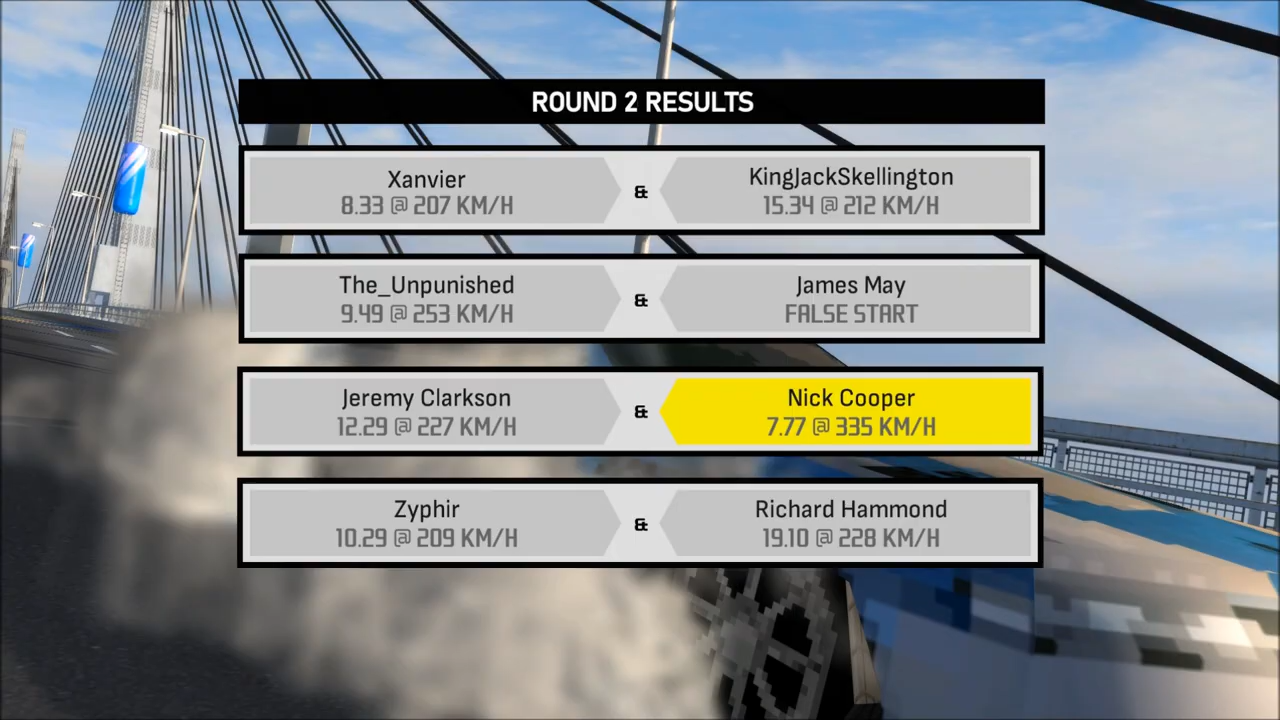 ROUND 2 RESULTS
Xanvier
8.33 @ 207 KM/H
&
KingJackSkellington
15.34 @ 212 KM/H
The_Unpunished
9.49 @ 253 KM/H
&
James May
FALSE START
Jeremy Clarkson
12.29 @ 227 KM/H
&
Nick Cooper
7.77 @ 335 KM/H
Zyphir
10.29 @ 209 KM/H
&
Richard Hammond
19.10 @ 228 KM/H